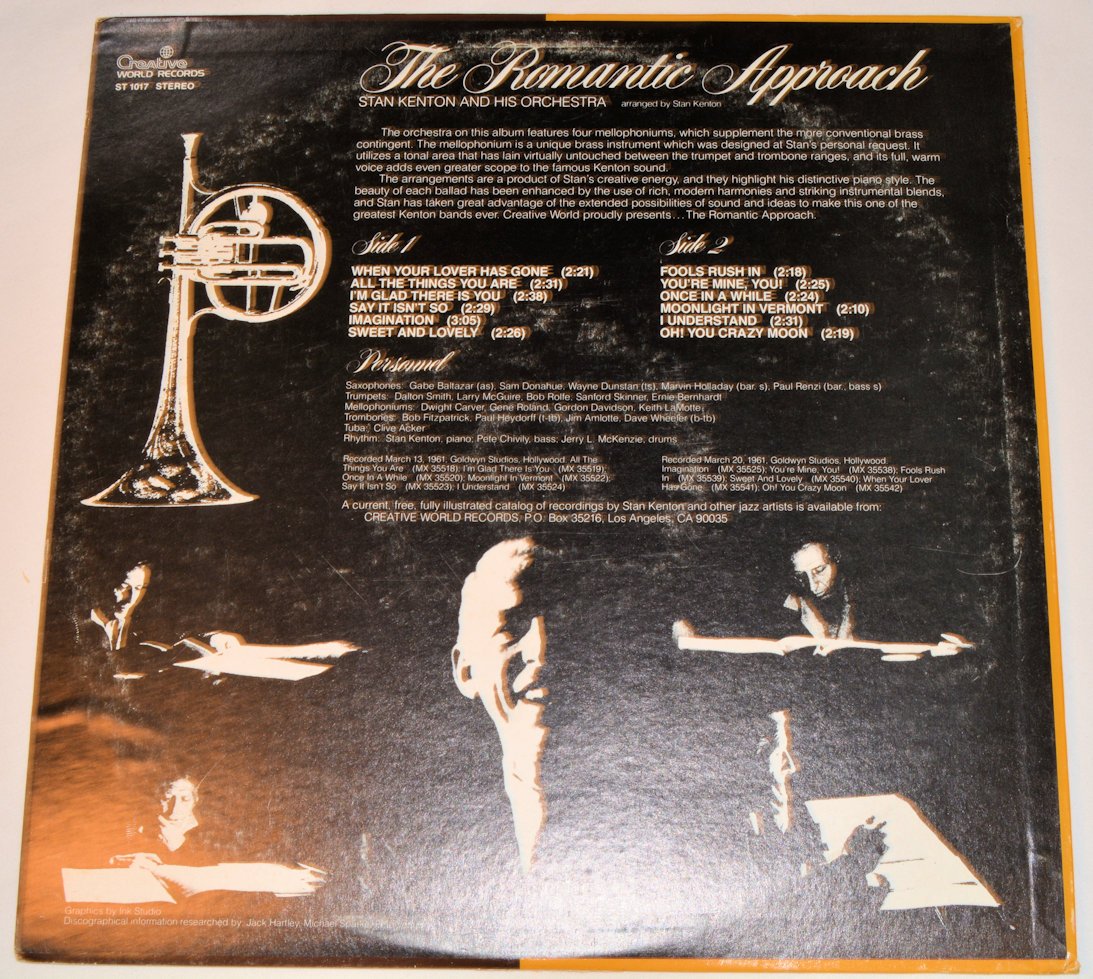 Creative
WORLD RECORDS
ST 1017 STEREO
The Romantic Approach
STAN KENTON AND HIS ORCHESTRA arranged by Stan Kenton
The orchestra on this album features four mellophoniums, which supplement the more conventional brass
contingent. The mellophonium is a unique brass instrument which was designed at Stan's personal request. It
utilizes a tonal area that has lain virtually untouched between the trumpet and trombone ranges, and its full, warm
voice adds even greater scope to the famous Kenton sound.
The arrangements are a product of Stan's creative energy, and they highlight his distinctive piano style. The
beauty of each ballad has been enhanced by the use of rich, modern harmonies and striking instrumental blends,
and Stan has taken great advantage of the extended possibilities of sound and ideas to make this one of the
greatest Kenton bands ever. Creative World proudly presents...The Romantic Approach.
Side 1
WHEN YOUR LOVER HAS GONE (2:21)
ALL THE THINGS YOU ARE (2:31)
I'M GLAD THERE IS YOU (2:38)
SAY IT ISN'T SO (2:29)
IMAGINATION (3:05)
SWEET AND LOVELY (2:26)
Side 2
FOOLS RUSH IN (2:18)
YOU'RE MINE, YOU! (2:25)
ONCE IN A WHILE (2:24)
MOONLIGHT IN VERMONT (2:10)
I UNDERSTAND (2:31)
OH! YOU CRAZY MOON (2:19)
Personnel
Saxophones: Gabe Baltazar (as), Sam Donahue, Wayne Dunstan (ts), Marvin Holladay (bar. s), Paul Renzi (bar., bass s)
Trumpets: Dalton Smith, Larry McGuire, Bob Rolfe, Sanford Skinner, Ernie Bernhardt
Mellophoniums: Dwight Carver, Gene Roland, Gordon Davidson, Keith LaMotte
Trombones: Bob Fitzpatrick, Paul Heydorff (t-tb), Jim Amlotte, Dave Wheeler (b-tb)
Tuba: Clive Acker
Rhythm: Stan Kenton, piano; Pete Chivily, bass; Jerry L. McKenzie, drums
Recorded March 13, 1961, Goldwyn Studios, Hollywood. All The
Things You Are (MX 35518); I'm Glad There Is You (MX 35519);
Once In A While (MX 35520); Moonlight In Vermont (MX 35522);
Say It Isn't So (MX 35523); I Understand (MX 35524)
Recorded March 20, 1961, Goldwyn Studios, Hollywood
Imagination (MX 35525); You're Mine, You! (MX 35538); Fools Rush
In (MX 35539); Sweet And Lovely (MX 35540); When Your Lover
Has Gone (MX 35541); Oh! You Crazy Moon (MX 35542)
A current, free, fully illustrated catalog of recordings by Stan Kenton and other jazz artists is available from:
CREATIVE WORLD RECORDS, P.O. Box 35216, Los Angeles, CA 90035
Graphics by Ink Studio
Discographical information researched by: Jack Hartley, Michael